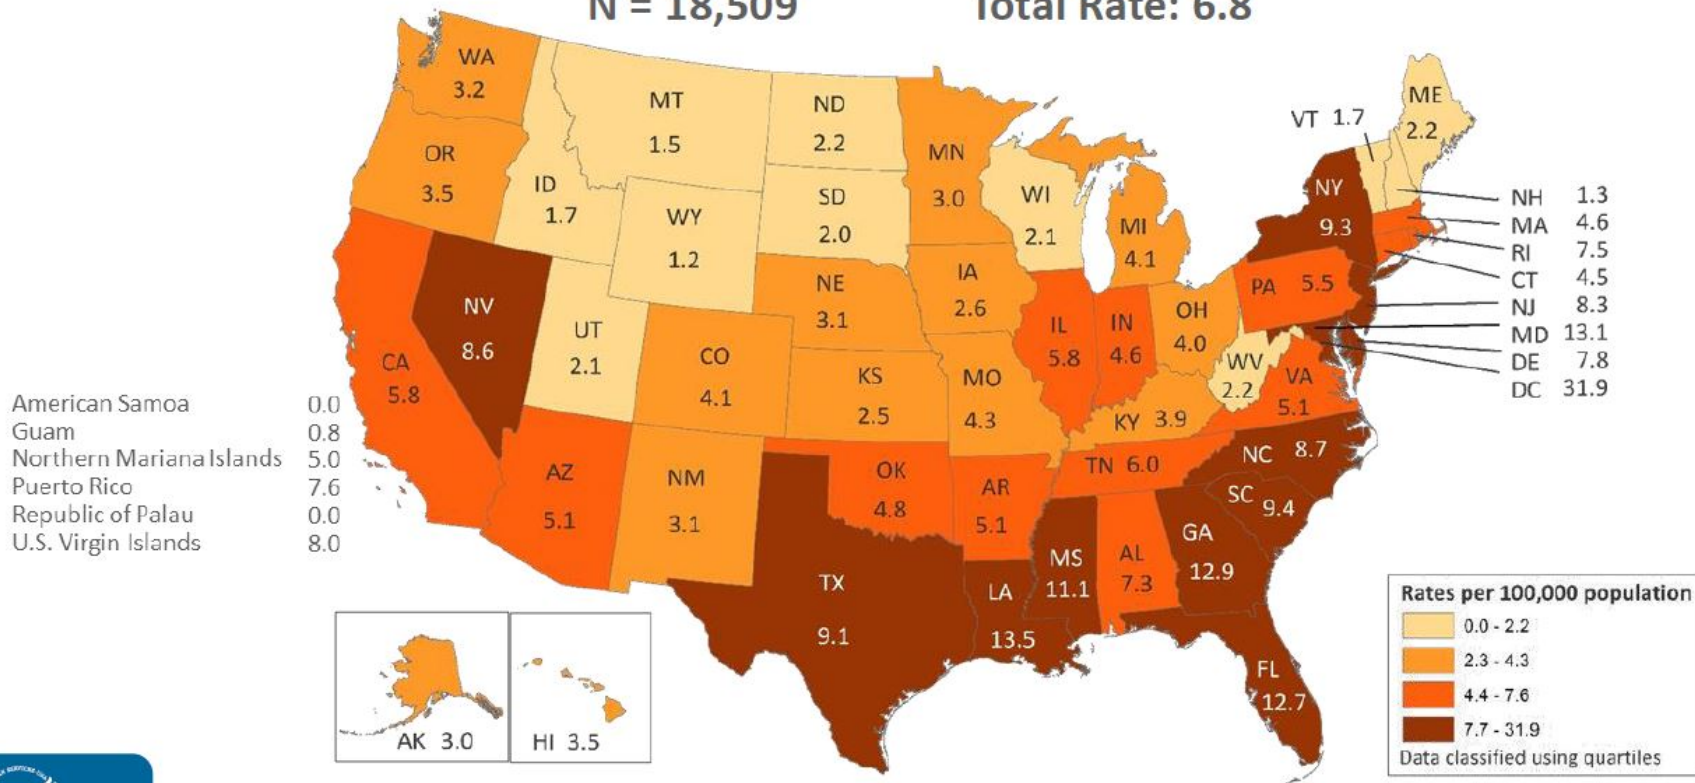 N = 18,509 Total Rate: 6.8
WA
3.2
OR
3.5
CA
5.8
NV
8.6
ID
1.7
MT
1.5
WY
1.2
UT
2.1
CO
4.1
AZ
5.1
NM
3.1
ND
2.2
SD
2.0
NE
3.1
KS
2.5
OK
4.8
TX
9.1
MN
3.0
IA
2.6
MO
4.3
AR
5.1
LA
13.5
WI
2.1
IL
5.8
MI
4.1
IN
4.6
OH
4.0
KY 3.9
TN 6.0
MS
11.1
AL
7.3
GA
12.9
FL
12.7
SC
9.4
NC 8.7
VA
5.1
WV
2.2
PA 5.5
NY
9.3
VT 1.7
ME
2.2
NH 1.3
MA 4.6
RI 7.5
CT 4.5
NJ 8.3
MD 13.1
DE 7.8
DC 31.9
American Samoa 0.0
Guam 0.8
Northern Mariana Islands 5.0
Puerto Rico 7.6
Republic of Palau 0.0
U.S. Virgin Islands 8.0
AK 3.0
HI 3.5
Rates per 100,000 population
0.0 - 2.2
2.3 - 4.3
4.4 - 7.6
7.7 - 31.9
Data classified using quartiles